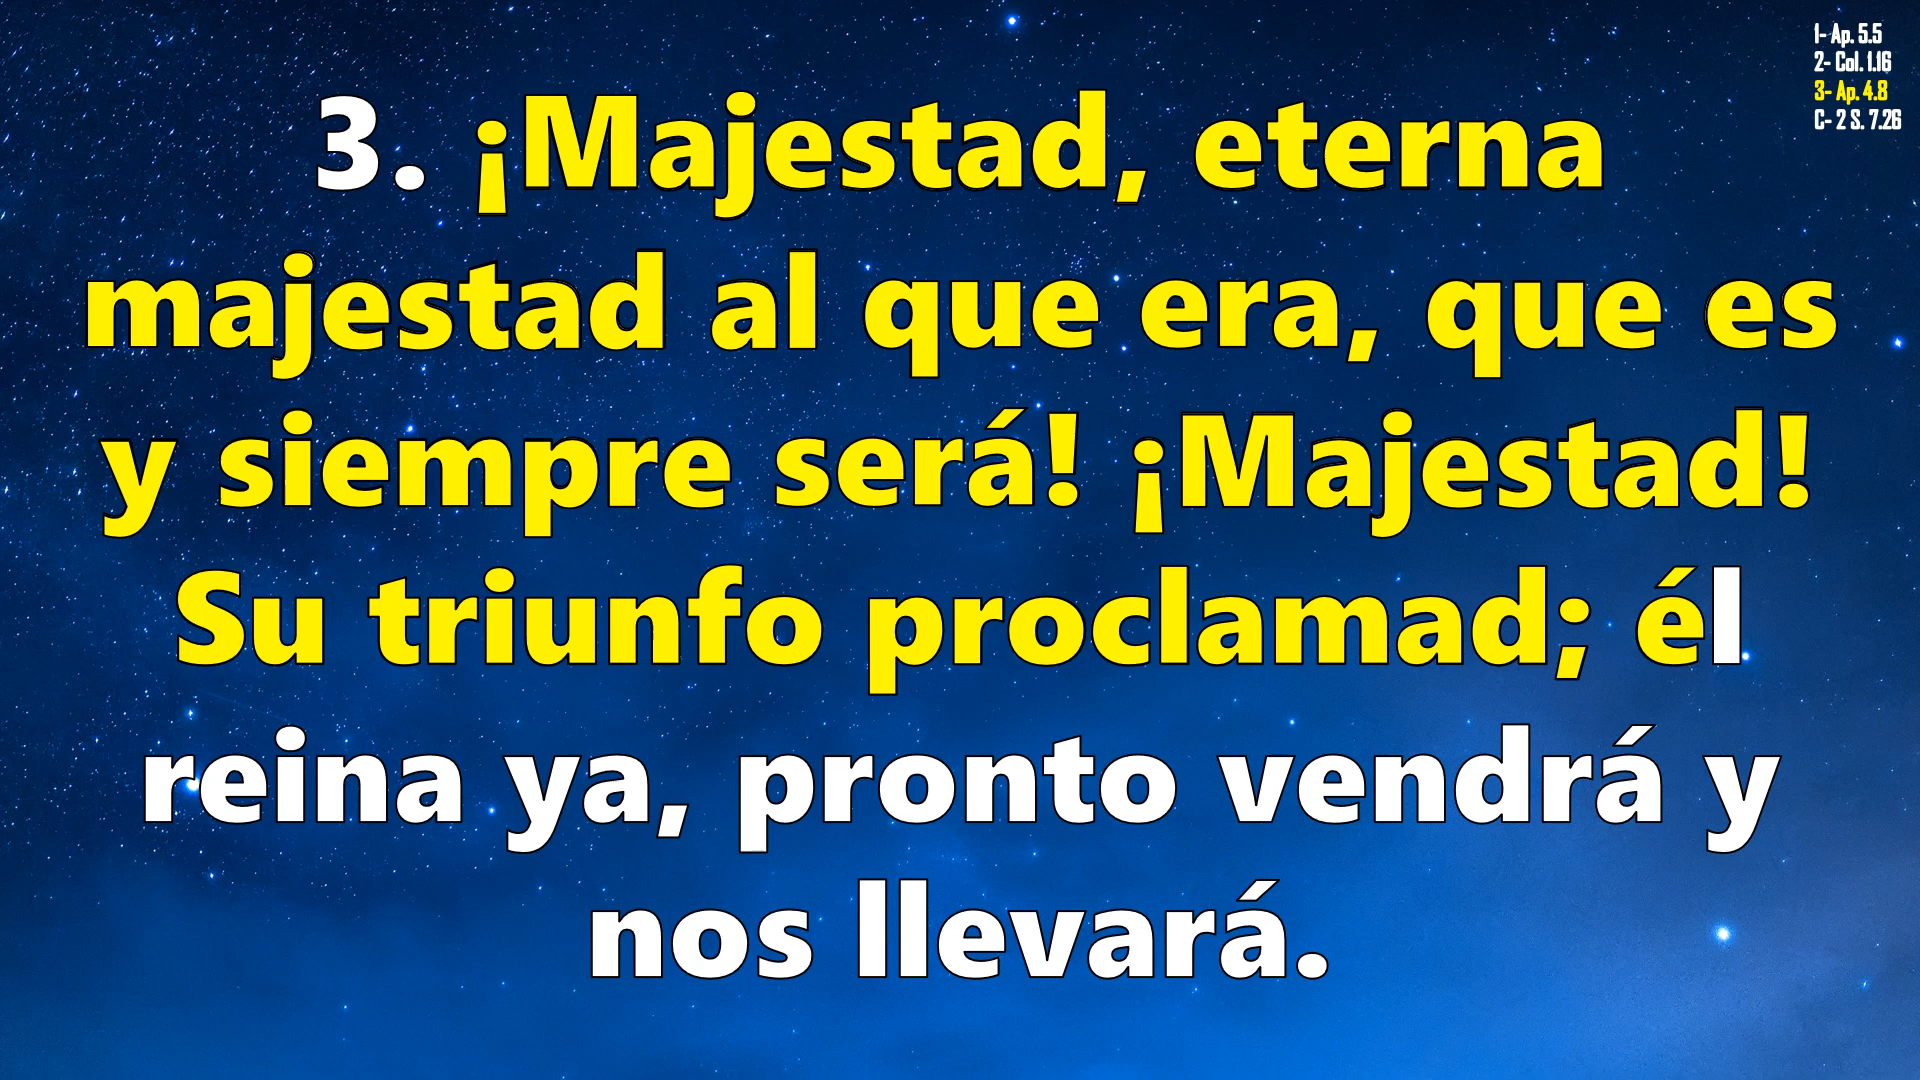 1- Ap. 5.5
2- Col. 1.16
3- Ap. 4.8
C- 2 S. 7.26
3. ¡Majestad, eterna
majestad al que era, que es
y siempre será! ¡Majestad!
Su triunfo proclamad; él
reina ya, pronto vendrá y
nos llevará.